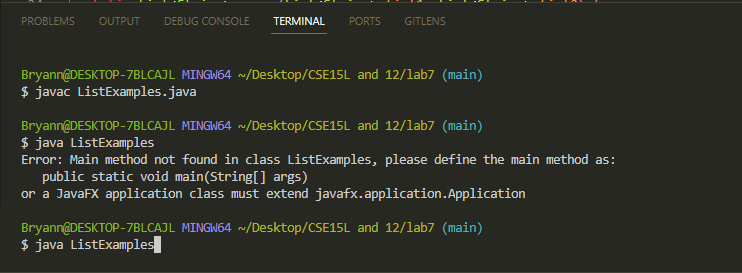 PROBLEMS OUTPUT DEBUG CONSOLE TERMINAL PORTS GITLENS
Bryann@DESKTOP-7BLCAJL MINGW64 ~/Desktop/CSE15L and 12/lab7 (main)
$ javac ListExamples.java
Bryann@DESKTOP-7BLCAJL MINGW64 ~/Desktop/CSE15L and 12/lab7 (main)
$ java ListExamples
Error: Main method not found in class ListExamples, please define the main method as:
   public static void main(String[] args)
or a JavaFX application class must extend javafx.application.Application
Bryann@DESKTOP-7BLCAJL MINGW64 ~/Desktop/CSE15L and 12/lab7 (main)
$ java ListExamples